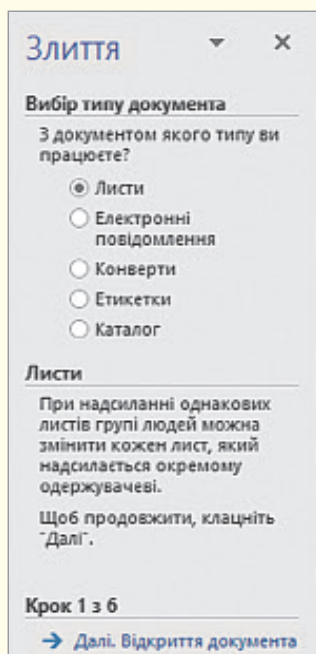 Злиття
Вибір типу документа
З документом якого типу ви
працюєте?
Листи
Електронні
повідомлення
Конверти
Етикетки
Каталог
Листи
При надсиланні однакових
листів групі людей можна
змінити кожен лист, який
надсилається окремому
одержувачеві.
Щоб продовжити, клацніть
"Далі".
Крок 1 з 6
Далі. Відкриття документа